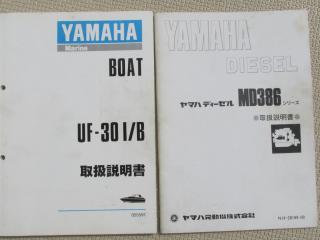 YAMAHA
Marine
BOAT
UF-30 I/B
取扱説明書
YAMAHA
DIESEL
ヤマハ ディーゼル MD386 シリーズ
※取扱説明書※
ヤマハ発動機株式会社